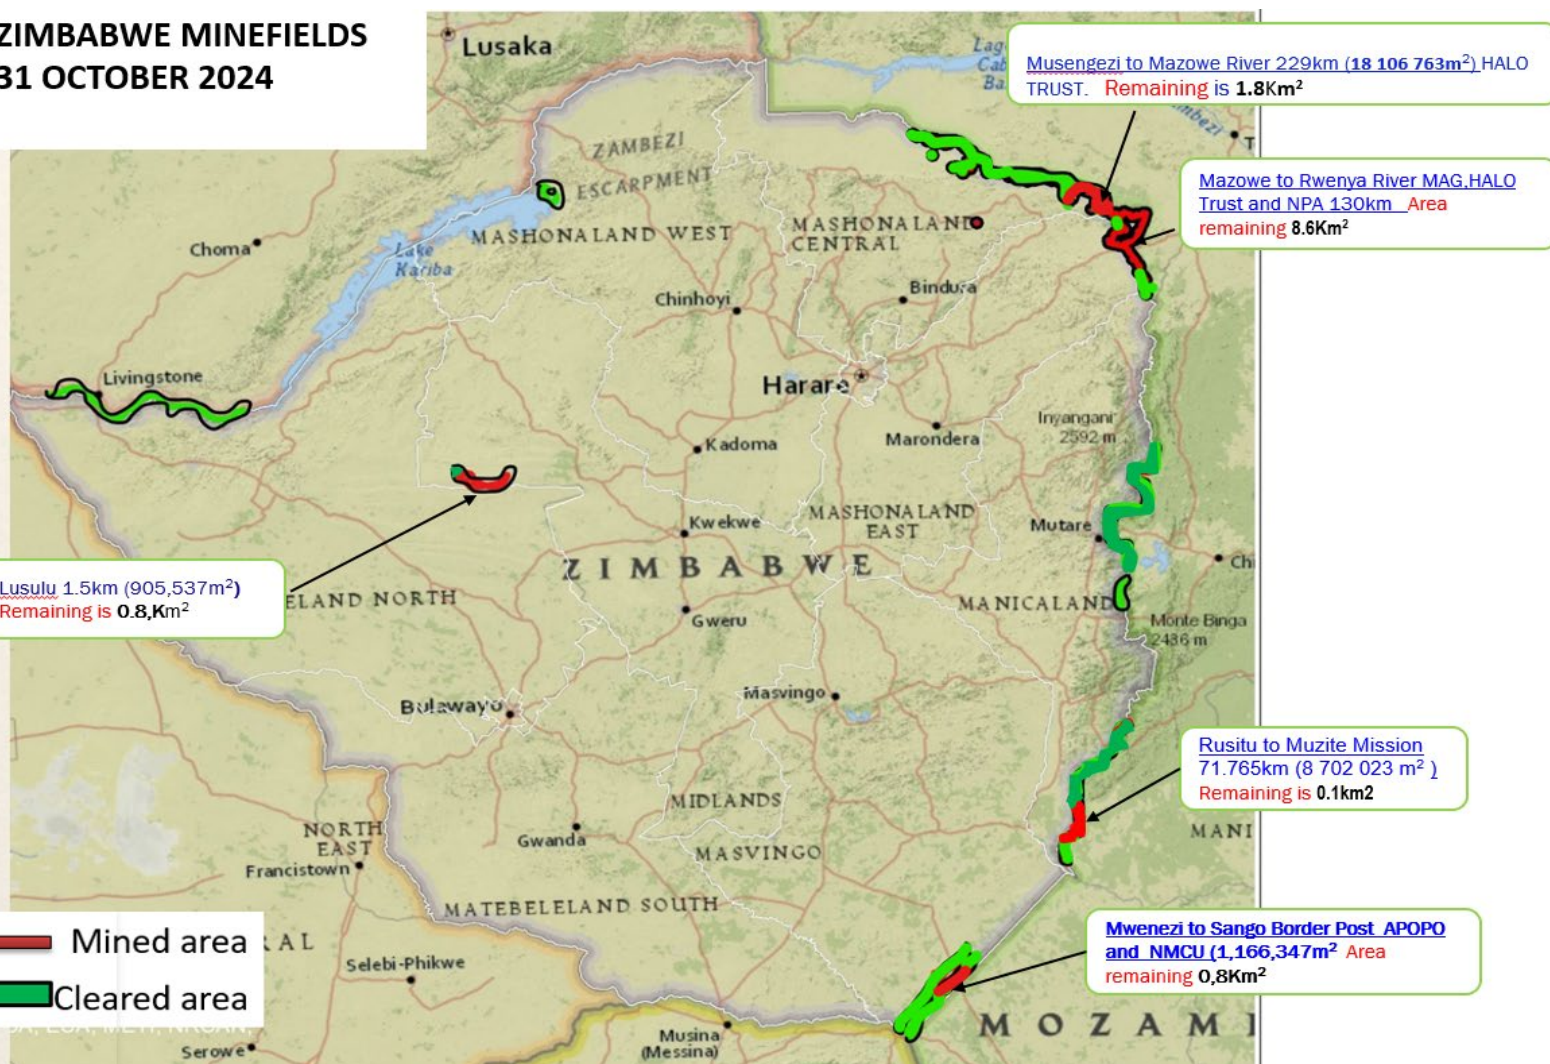 ZIMBABWE MINEFIELDS
31 OCTOBER 2024
Lusaka
Musengezi to Mazowe River 229km (18 106 763m²) HALO
TRUST. Remaining is 1.8Km²
ZAMBEZI
ESCARPMENT
Mazowe to Rwenya River MAG,HALO
Trust and NPA 130km Area
remaining 8.6Km²
MASHONALAND WEST
MASHONALAND
CENTRAL
Choma
Lake
Kariba
Chinhoyi
Bindura
Livingstone
Harare
Inyangani
2592 m
Kadoma
Marondera
Kwekwe
MASHONALAND
EAST
Mutare
ZIMBABWE
Lusulu 1.5km (905,537m²)
Remaining is 0.8,Km²
ELAND NORTH
MANICALAND
Gweru
Monte Binga
2436 m
Masvingo
Bulawayo
Rusitu to Muzite Mission
71.765km (8 702 023 m² )
Remaining is 0.1km2
MIDLANDS
NORTH
EAST
Gwanda
MASVINGO
MANI
Francistown
MATEBELELAND SOUTH
Mwenezi to Sango Border Post APOPO
and NMCU (1,166,347m² Area
remaining 0,8Km²
Mined area
RAL
Selebi-Phikwe
Cleared area
MOZAM
Musina
(Messina)
Serowe